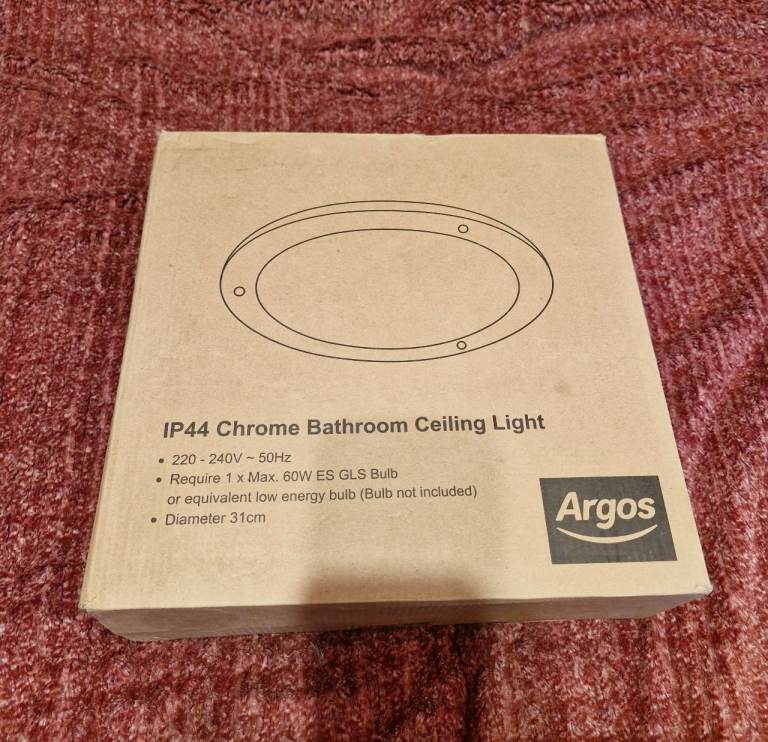 IP44 Chrome Bathroom Ceiling Light
• 220 - 240V ~ 50Hz
• Require 1 x Max. 60W ES GLS Bulb
or equivalent low energy bulb (Bulb not included)
• Diameter 31cm
Argos